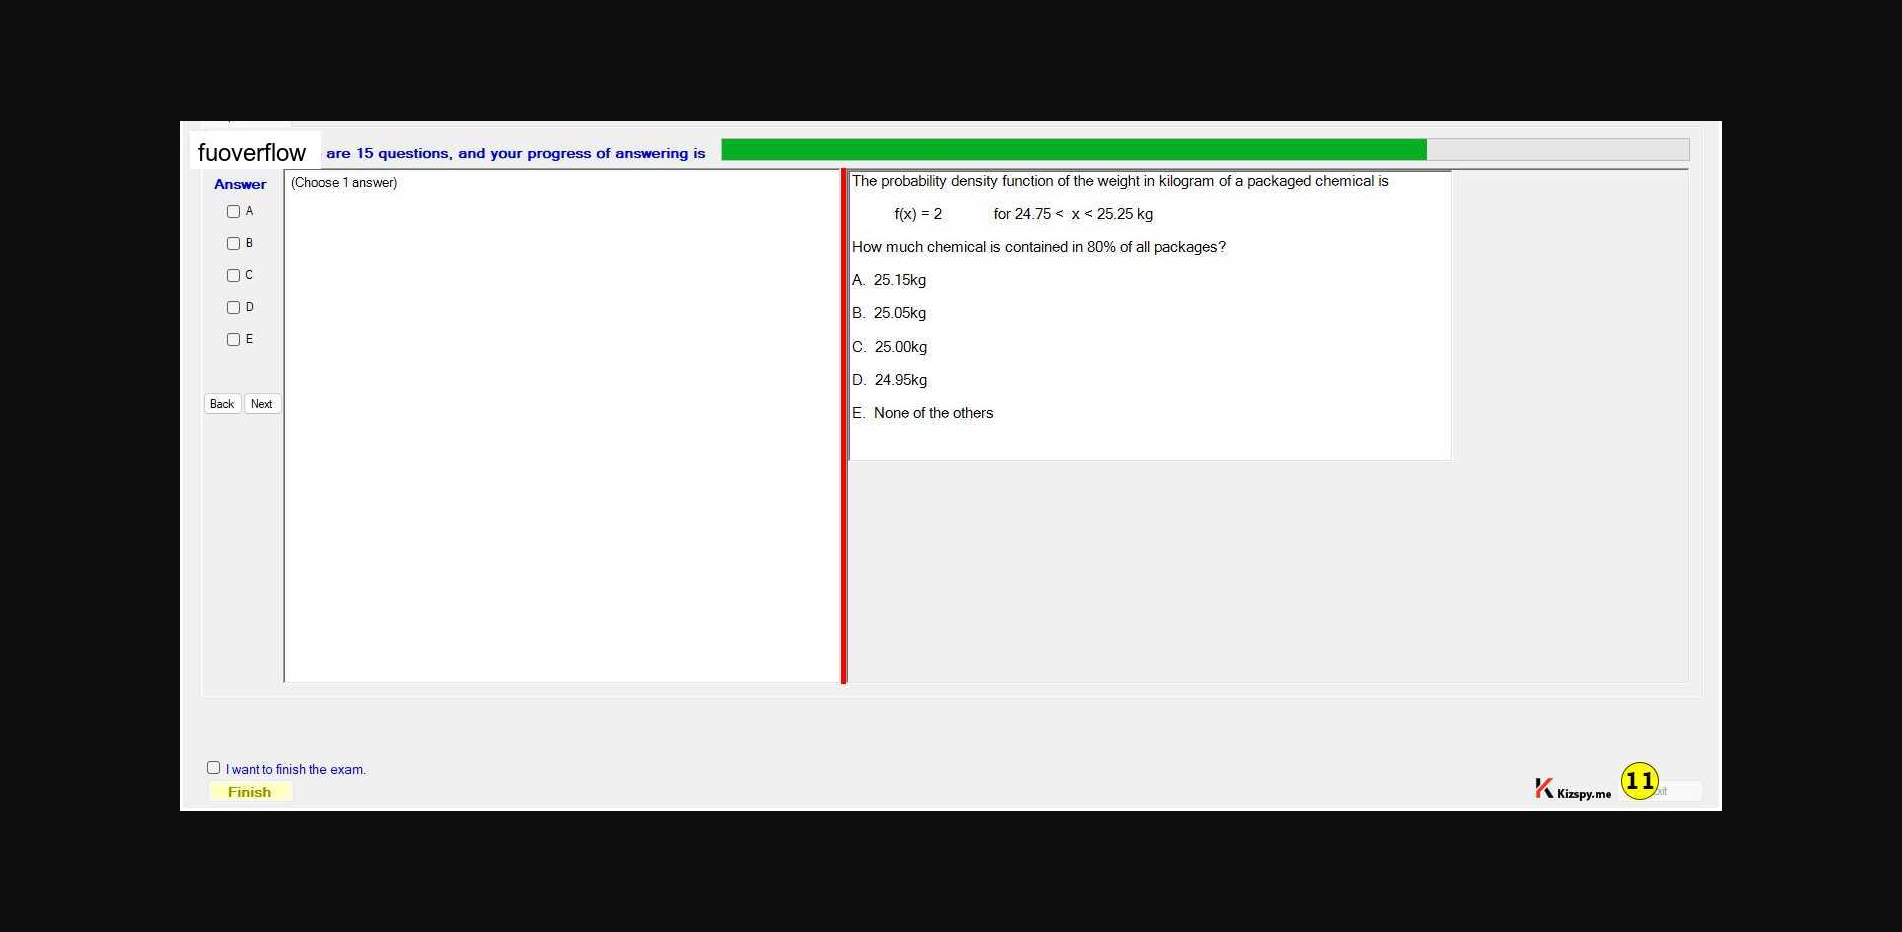 fuoverflow are 15 questions, and your progress of answering is
Answer
(Choose 1 answer)
A
B
C
D
E
Back Next
The probability density function of the weight in kilogram of a packaged chemical is
f(x) = 2 for 24.75 < x < 25.25 kg
How much chemical is contained in 80% of all packages?
A. 25.15kg
B. 25.05kg
C. 25.00kg
D. 24.95kg
E. None of the others
I want to finish the exam.
Finish
Kizspy.me
11